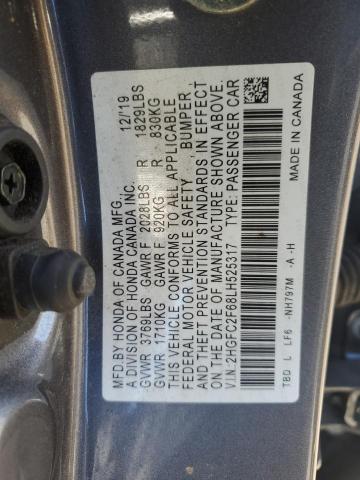 MFD.BY HONDA OF CANADA MFG. 12/'19
A DIVISION OF HONDA CANADA INC.
GVWR 3769LBS GAWR F 2028LBS R 1829LBS
GVWR 1710KG GAWR F 920KG R 830KG
THIS VEHICLE CONFORMS TO ALL APPLICABLE
FEDERAL MOTOR VEHICLE SAFETY, BUMPER,
AND THEFT PREVENTION STANDARDS IN EFFECT
ON THE DATE OF MANUFACTURE SHOWN ABOVE.
V.I.N.: 2HGFC2F68LH525317 TYPE: PASSENGER CAR
TBD L LF6 -NH797M -A -H MADE IN CANADA